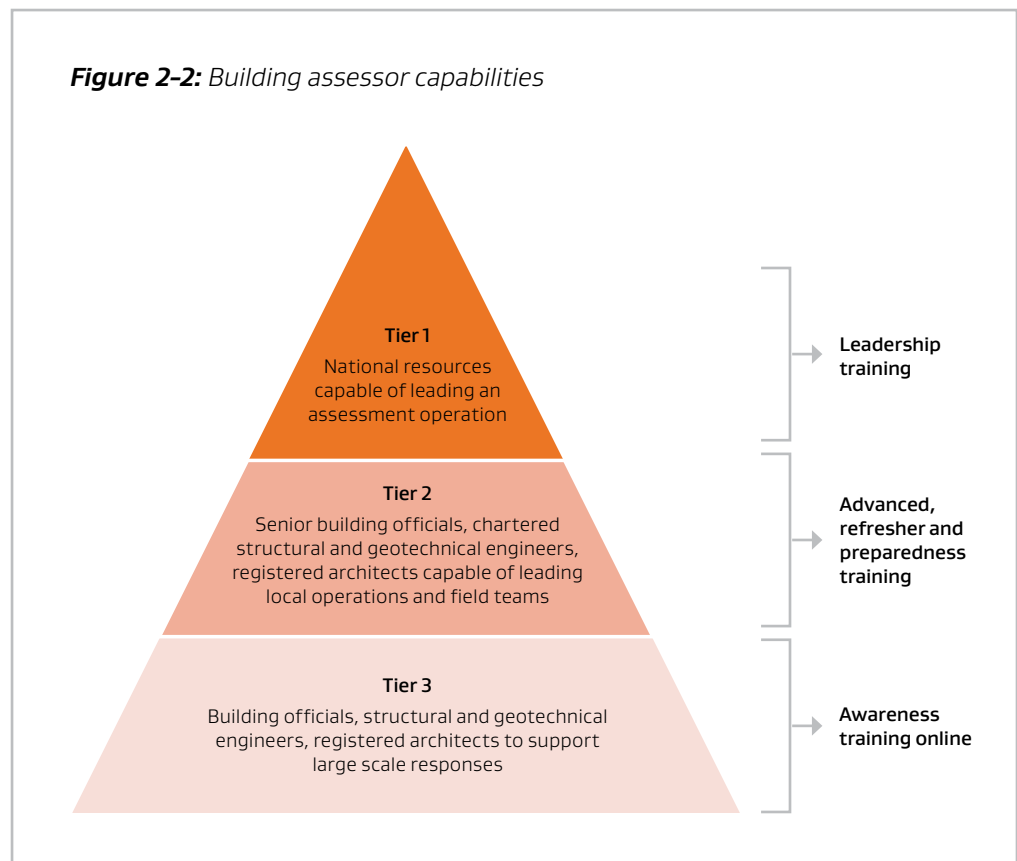 Figure 2-2: Building assessor capabilities
Tier 1
National resources
capable of leading an
assessment operation
Leadership
training
Tier 2
Senior building officials, chartered
structural and geotechnical engineers,
registered architects capable of leading
local operations and field teams
Advanced,
refresher and
preparedness
training
Tier 3
Building officials, structural and geotechnical
engineers, registered architects to support
large scale responses
Awareness
training online